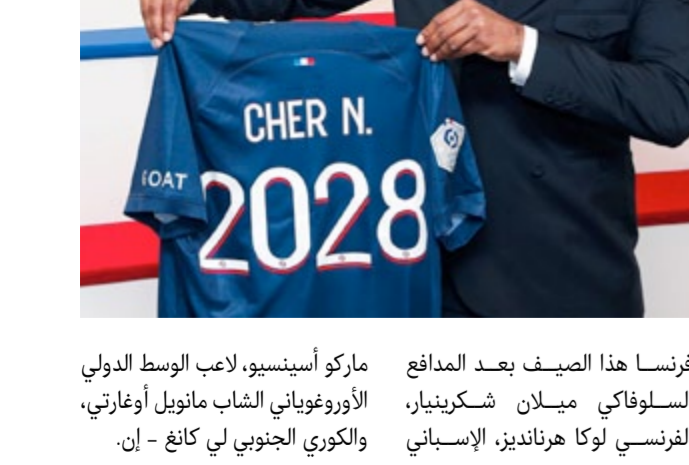 CHER N.
GOAT
2028
فرنسا هذا الصيف بعد المدافع
السلوفاكي ميلان شكرينيار،
الفرنسي لوكا هرنانديز، الإسباني
ماركو أسينسيو، لاعب الوسط الدولي
الأوروغوياني الشاب مانويل أوغارتي،
والكوري الجنوبي لي كانغ – إن.